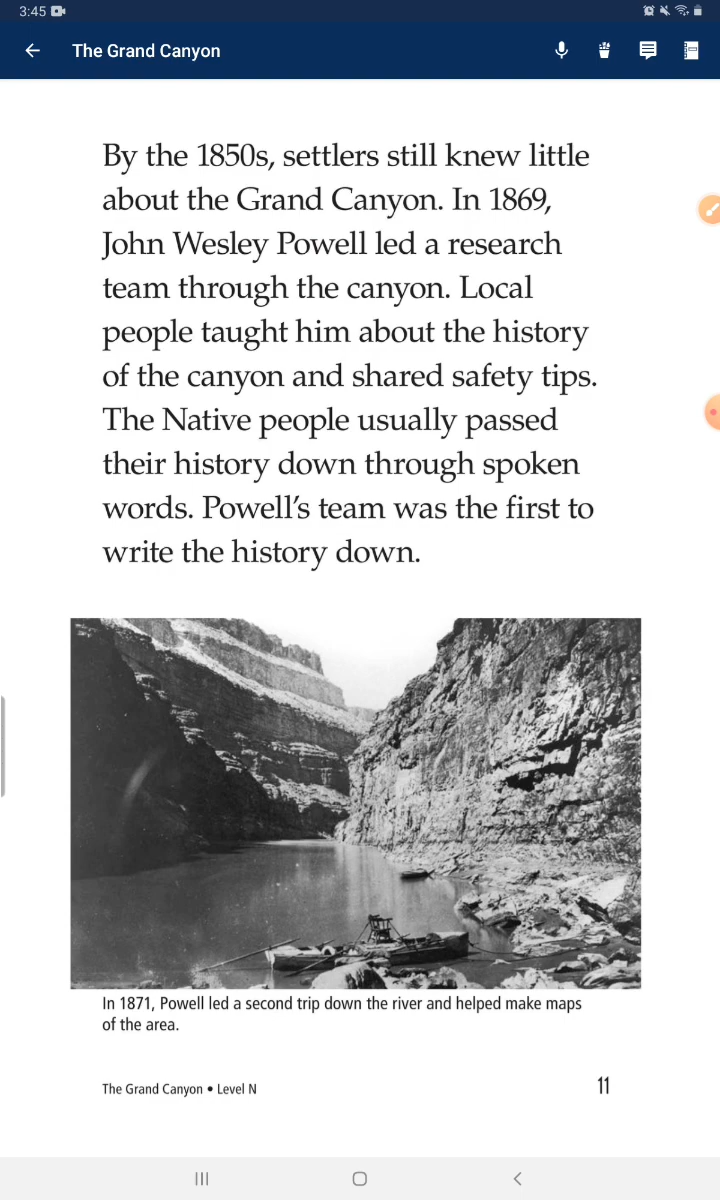 3:45
The Grand Canyon
By the 1850s, settlers still knew little
about the Grand Canyon. In 1869,
John Wesley Powell led a research
team through the canyon. Local
people taught him about the history
of the canyon and shared safety tips.
The Native people usually passed
their history down through spoken
words. Powell’s team was the first to
write the history down.
In 1871, Powell led a second trip down the river and helped make maps
of the area.
The Grand Canyon • Level N
11